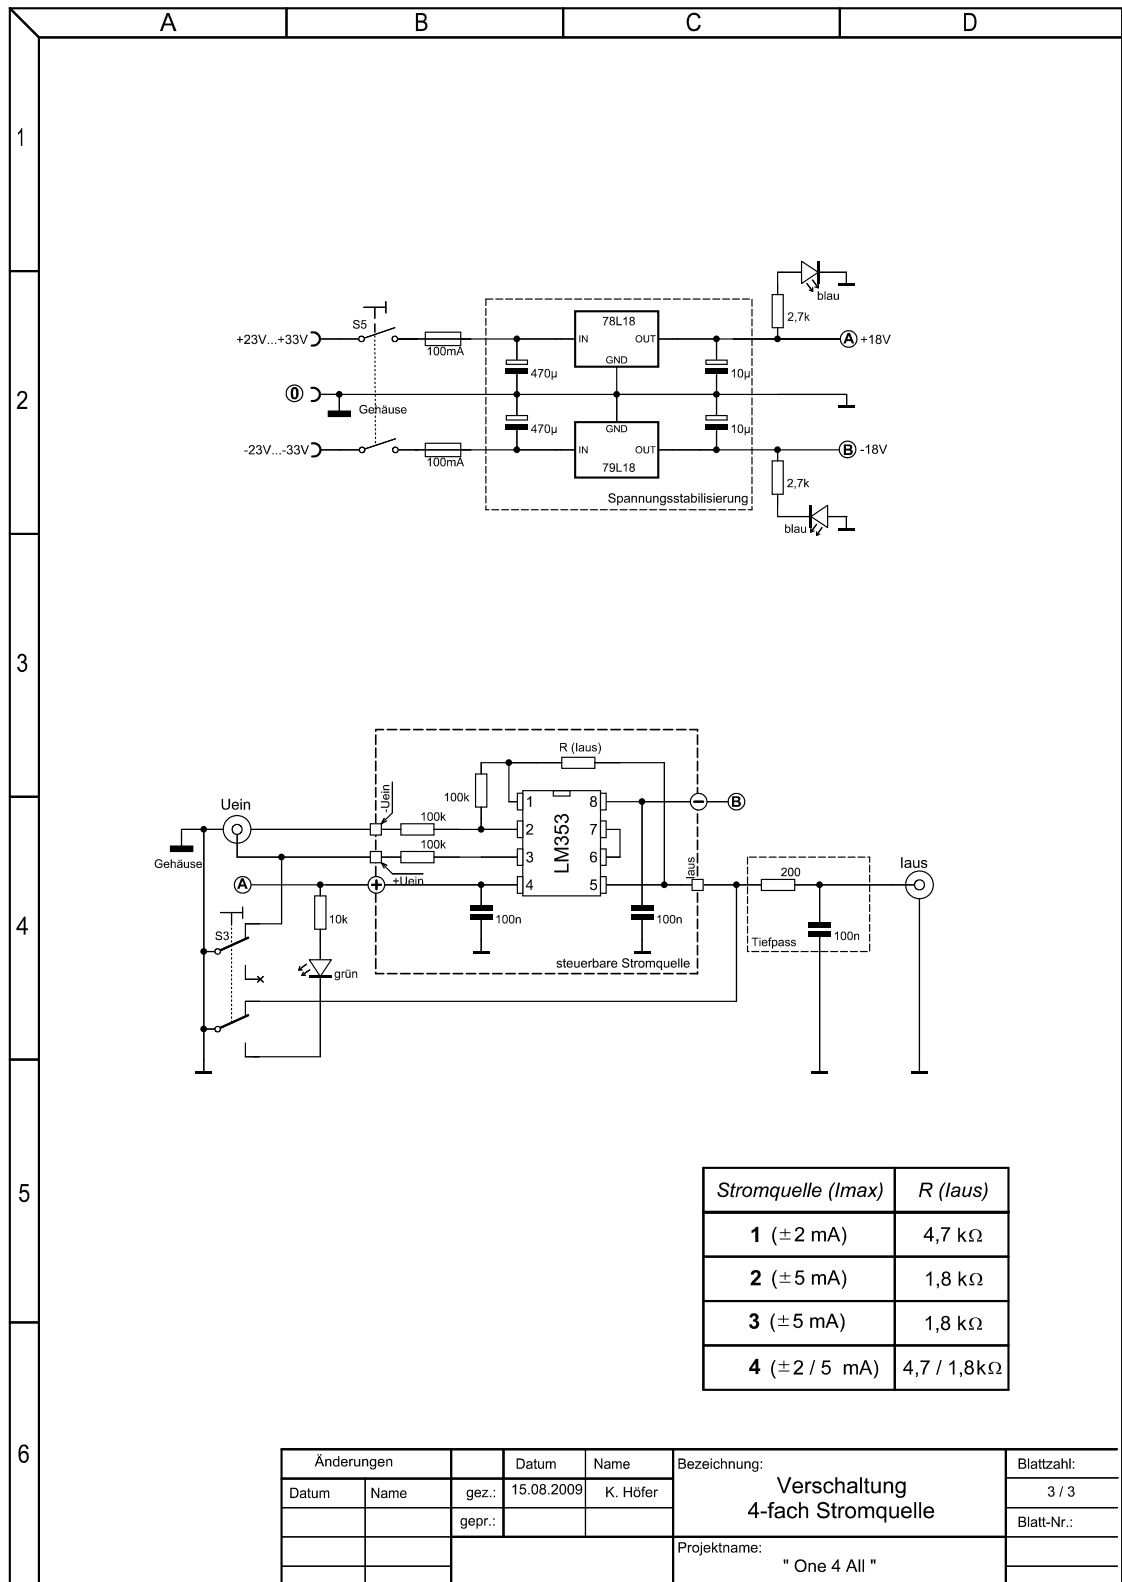 A B C D
1
2
3
4
5
6
blau
2,7k
S5
78L18
+23V...+33V
IN OUT
A +18V
100mA
GND
470µ
10µ
0
Gehäuse
470µ
GND
10µ
-23V...-33V
IN OUT
B -18V
100mA
79L18
2,7k
Spannungsstabilisierung
blau
R (Iaus)
100k
-Uein
1 8
B
Uein
100k
2 7
LM353
100k
3 6
Gehäuse
+Uein
Iaus
Iaus
A
4 5
200
10k
100n
100n
100n
S3
Tiefpass
grün
steuerbare Stromquelle
Stromquelle (Imax) R (Iaus)
1 (±2 mA) 4,7 kΩ
2 (±5 mA) 1,8 kΩ
3 (±5 mA) 1,8 kΩ
4 (±2 / 5 mA) 4,7 / 1,8kΩ
Änderungen Datum Name Bezeichnung: Blattzahl:
Datum Name gez.: 15.08.2009 K. Höfer Verschaltung 3 / 3
4-fach Stromquelle
gepr.: Blatt-Nr.:
Projektname:
" One 4 All "